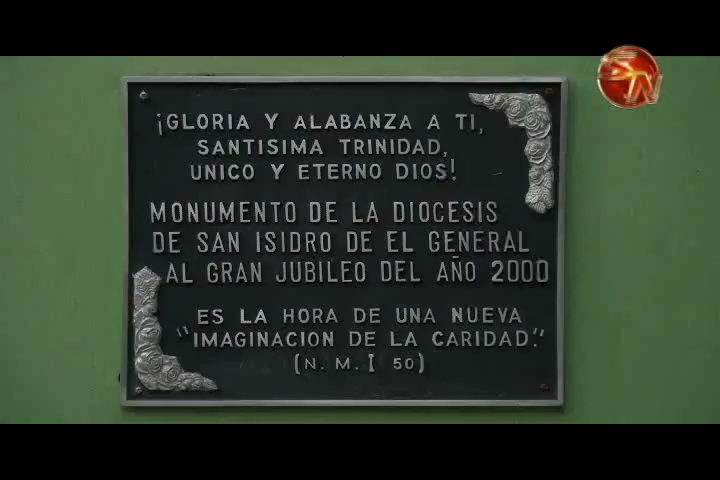 ¡GLORIA Y ALABANZA A TI,
SANTISIMA TRINIDAD,
UNICO Y ETERNO DIOS!
MONUMENTO DE LA DIOCESIS
DE SAN ISIDRO DE EL GENERAL
AL GRAN JUBILEO DEL AÑO 2000
ES LA HORA DE UNA NUEVA
"IMAGINACION DE LA CARIDAD."
(N. M. I 50)